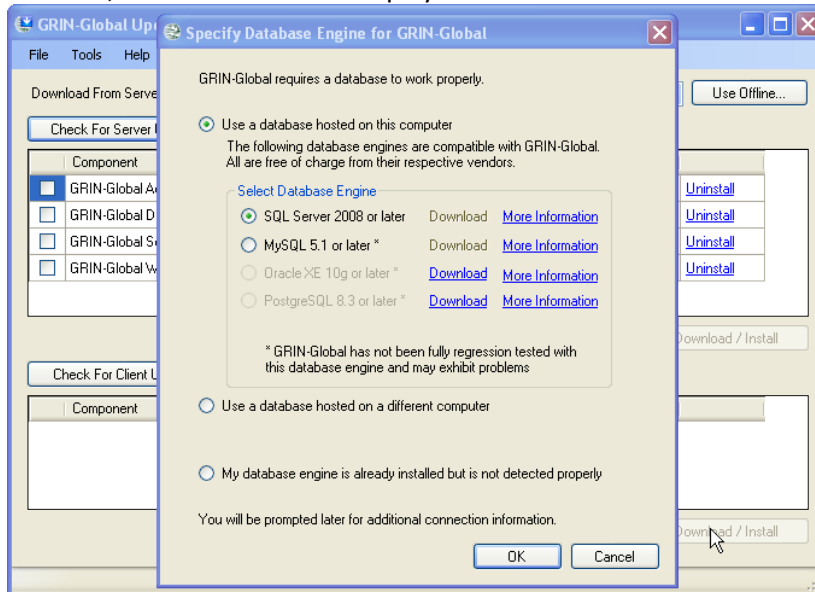 GRIN-Global
Specify Database Engine for GRIN-Global
File Tools Help
GRIN-Global requires a database to work properly.
Download From
Use Offline...
Check For Server
Use a database hosted on this computer
The following database engines are compatible with GRIN-Global.
All are free of charge from their respective vendors.
Component
Select Database Engine
GRIN-Global
Uninstall
SQL Server 2008 or later Download More Information
GRIN-Global
Uninstall
MySQL 5.1 or later * Download More Information
GRIN-Global
Uninstall
Oracle XE 10g or later * Download More Information
GRIN-Global
Uninstall
PostgreSQL 8.3 or later * Download More Information
Download / Install
* GRIN-Global has not been fully regression tested with
this database engine and may exhibit problems
Check For Client
Component
Use a database hosted on a different computer
My database engine is already installed but is not detected properly
You will be prompted later for additional connection information.
Download / Install
OK Cancel